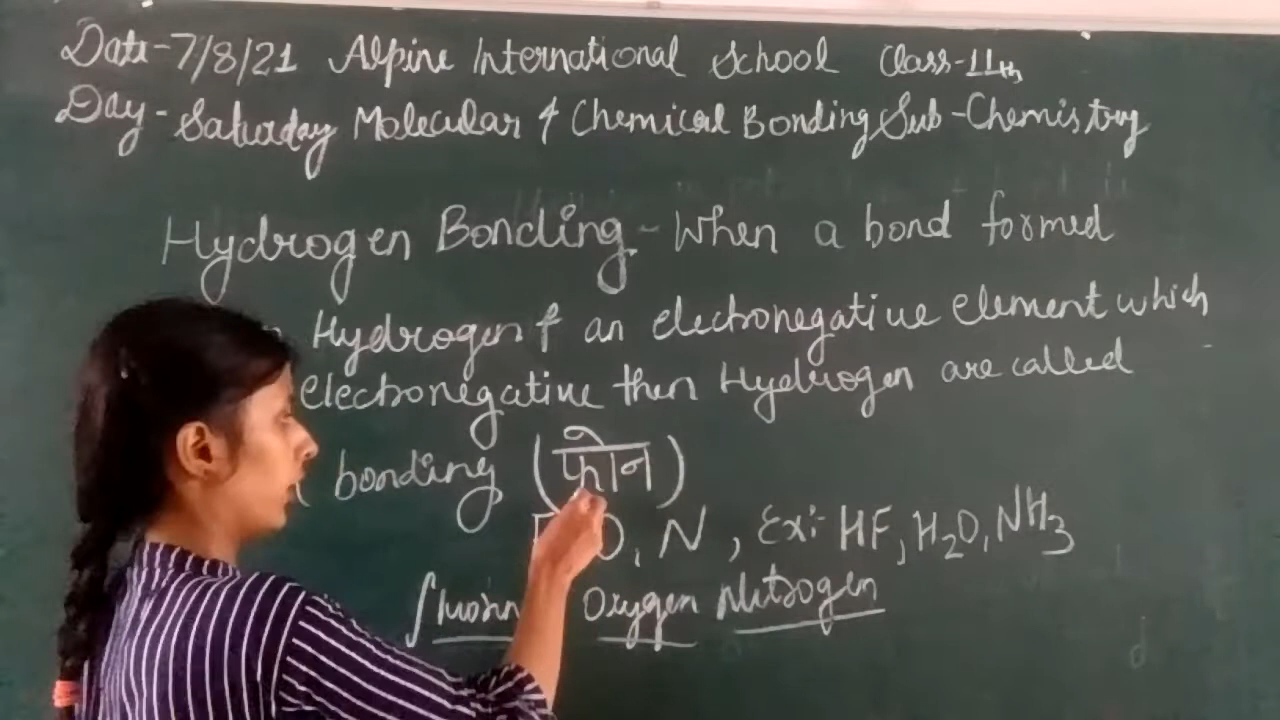 Date-7/8/21 Alpine International School Class-11th
Day-Saturday Molecular & Chemical Bonding Sub-Chemistry
Hydrogen Bonding-When a bond formed
Hydrogen & an electronegative element which
electronegative then Hydrogen are called
bonding (फोन)
O, N, Ex:- HF, H₂O, NH₃
Oxygen Nitrogen